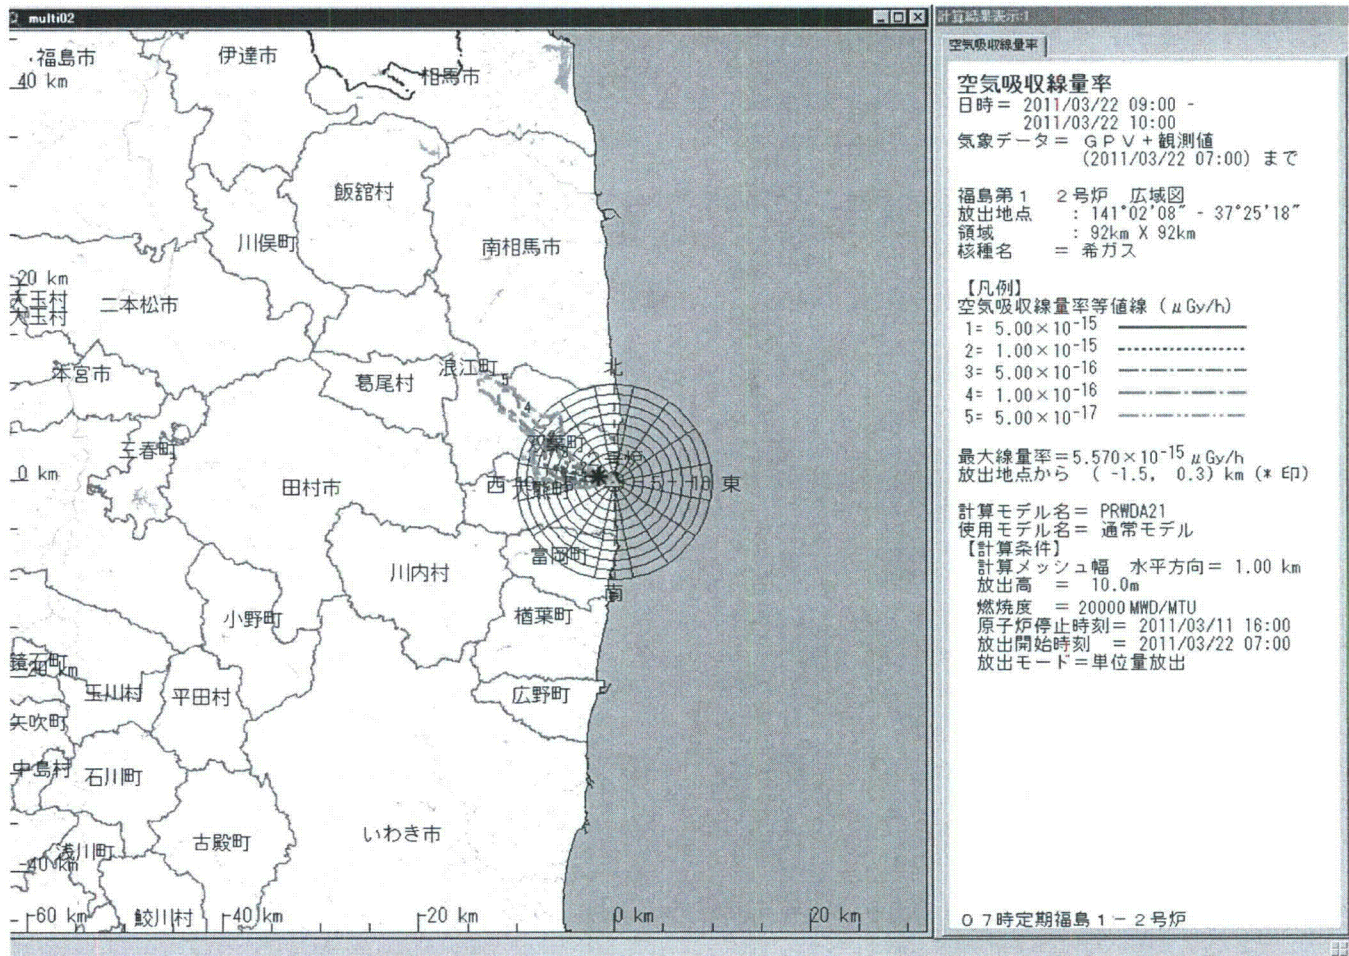 multi02
福島市
伊達市
相馬市
40 km
飯舘村
川俣町
南相馬市
20 km
大玉村
大玉村
二本松市
本宮市
葛尾村
浪江町
北
5
4
双葉町
三春町
0 km
田村市
西
東
富岡町
川内村
南
小野町
楢葉町
鏡石町
-20 km
玉川村
平田村
広野町
矢吹町
中島村
石川町
古殿町
いわき市
浅川町
-40 km
鮫川村
-60 km
-40 km
-20 km
0 km
20 km
計算結果表示:1
空気吸収線量率
空気吸収線量率
日時= 2011/03/22 09:00 -
2011/03/22 10:00
気象データ= GPV+観測値
(2011/03/22 07:00) まで
福島第1 2号炉 広域図
放出地点 : 141°02'08" - 37°25'18"
領域 : 92km X 92km
核種名 = 希ガス
【凡例】
空気吸収線量率等値線 (μGy/h)
1= 5.00×10-15
2= 1.00×10-15
3= 5.00×10-16
4= 1.00×10-16
5= 5.00×10-17
最大線量率=5.570×10-15 μGy/h
放出地点から ( -1.5, 0.3) km (* 印)
計算モデル名= PRWDA21
使用モデル名= 通常モデル
【計算条件】
計算メッシュ幅 水平方向= 1.00 km
放出高 = 10.0m
燃焼度 = 20000MWD/MTU
原子炉停止時刻= 2011/03/11 16:00
放出開始時刻 = 2011/03/22 07:00
放出モード=単位量放出
07時定期福島1-2号炉